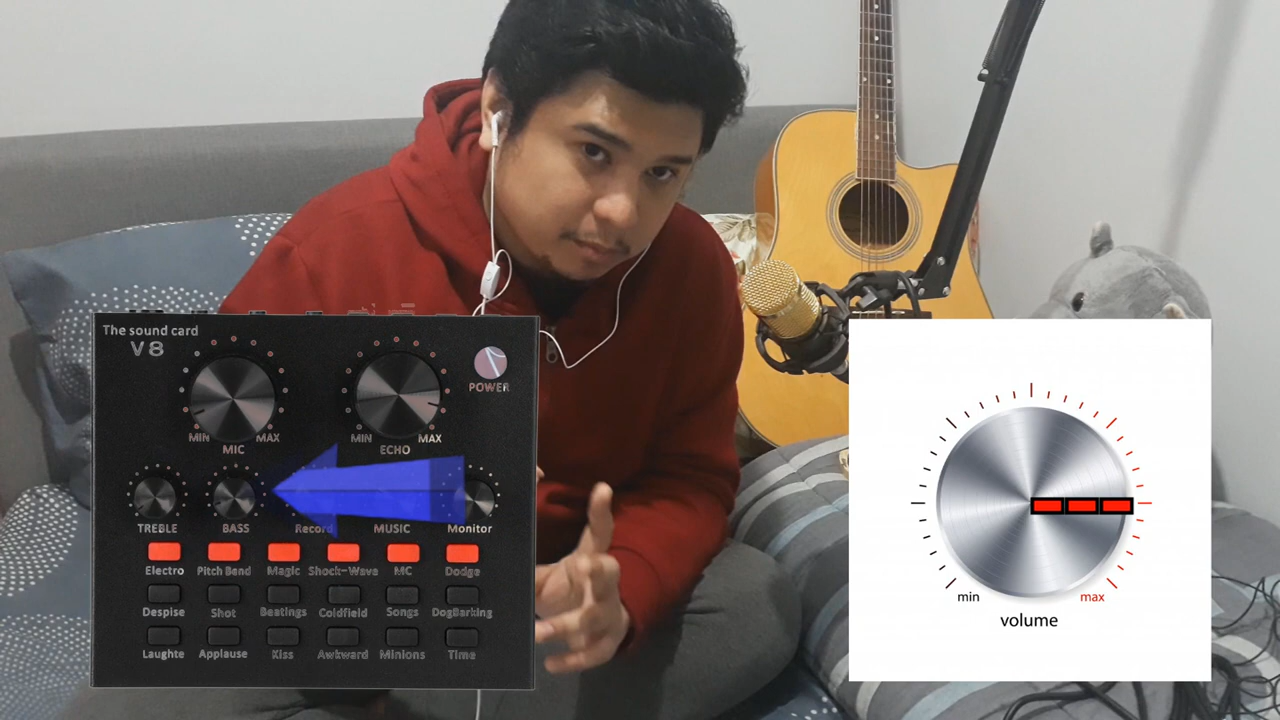 The sound card
V8
POWER
MIN MAX
MIC
MIN MAX
ECHO
TREBLE BASS Record MUSIC Monitor
Electro Pitch Bend Magic Shock-Wave MC Dodge
Despise Shot Beatings Coldfield Songs DogBarking
Laughte Applause Kiss Awkward Minions Time
min max
volume